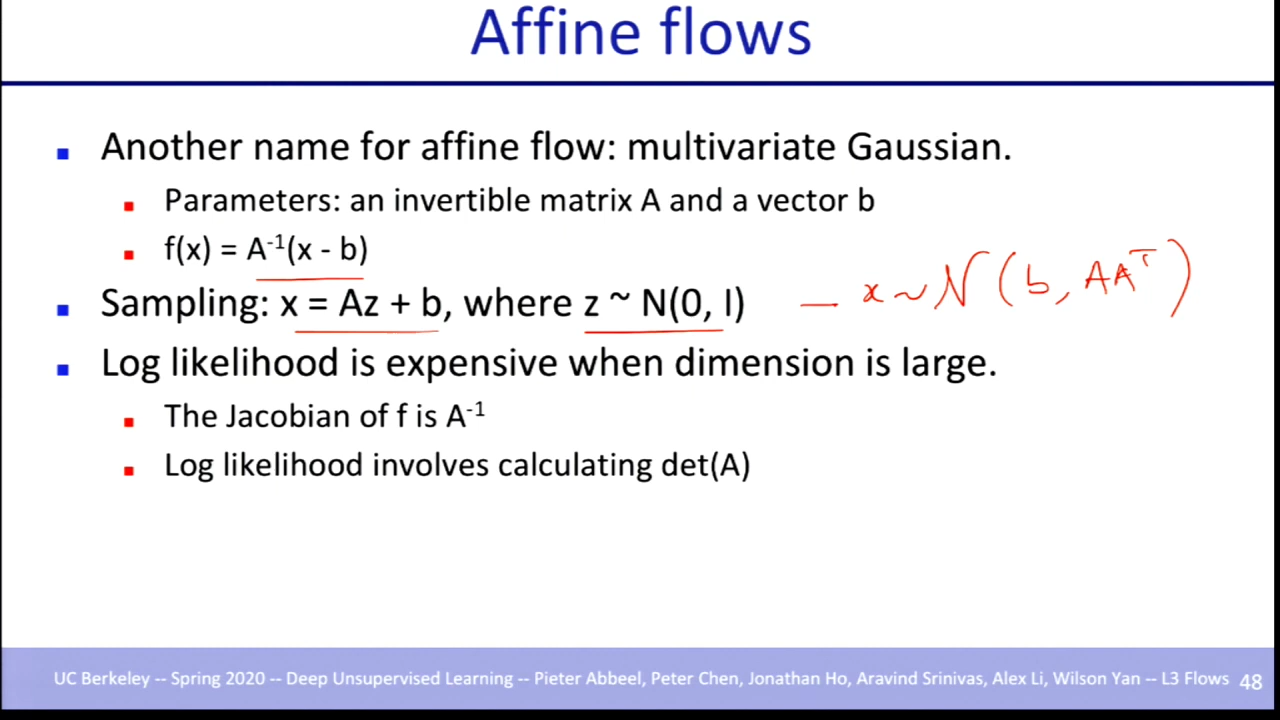 Affine flows
Another name for affine flow: multivariate Gaussian.
Parameters: an invertible matrix A and a vector b
f(x) = A⁻¹(x - b)
Sampling: x = Az + b, where z ~ N(0, I) — x ~ N(b, AAᵀ)
Log likelihood is expensive when dimension is large.
The Jacobian of f is A⁻¹
Log likelihood involves calculating det(A)
UC Berkeley -- Spring 2020 -- Deep Unsupervised Learning -- Pieter Abbeel, Peter Chen, Jonathan Ho, Aravind Srinivas, Alex Li, Wilson Yan -- L3 Flows 48